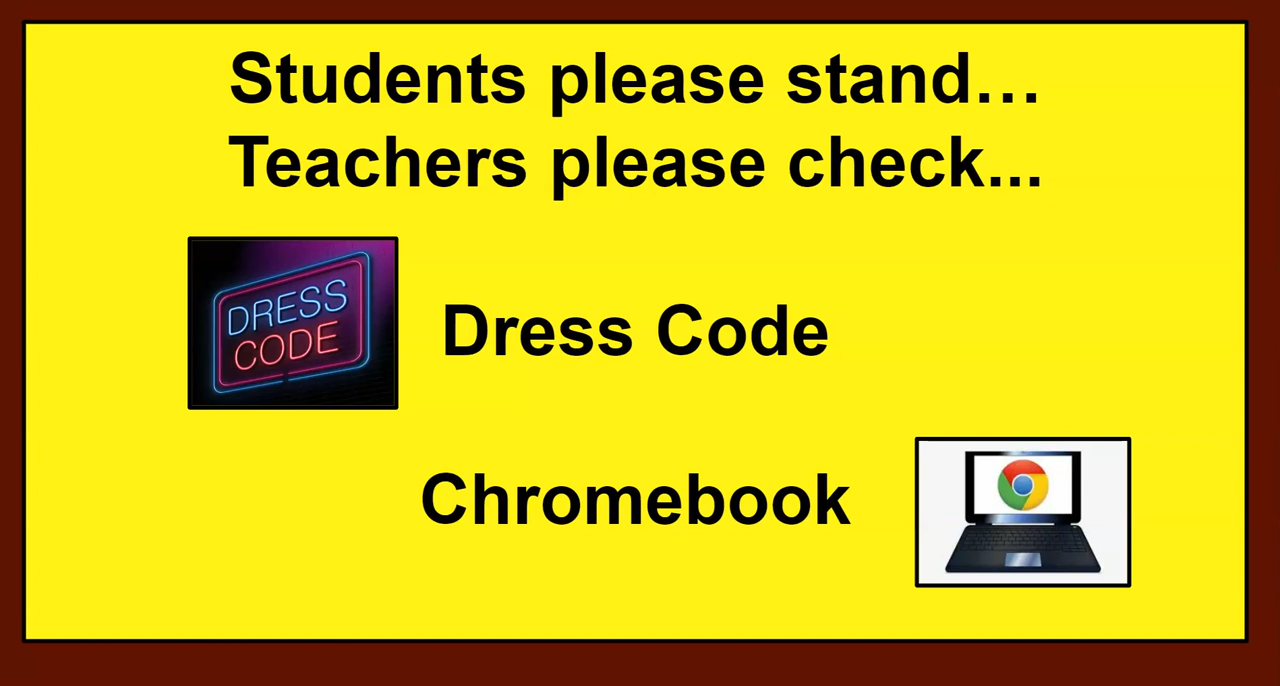 Students please stand…
Teachers please check...
DRESS
CODE
Dress Code
Chromebook